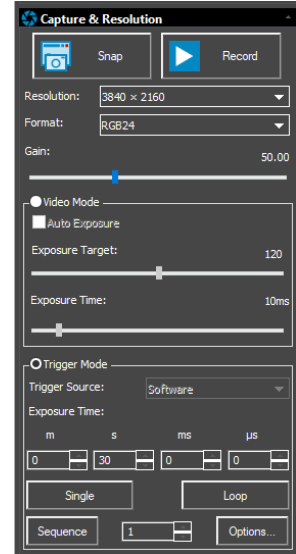 Capture & Resolution
Snap Record
Resolution: 3840 × 2160
Format: RGB24
Gain: 50.00
Video Mode
Auto Exposure
Exposure Target: 120
Exposure Time: 10ms
Trigger Mode
Trigger Source: Software
Exposure Time:
m s ms µs
0 30 0 0
Single Loop
Sequence 1 Options...